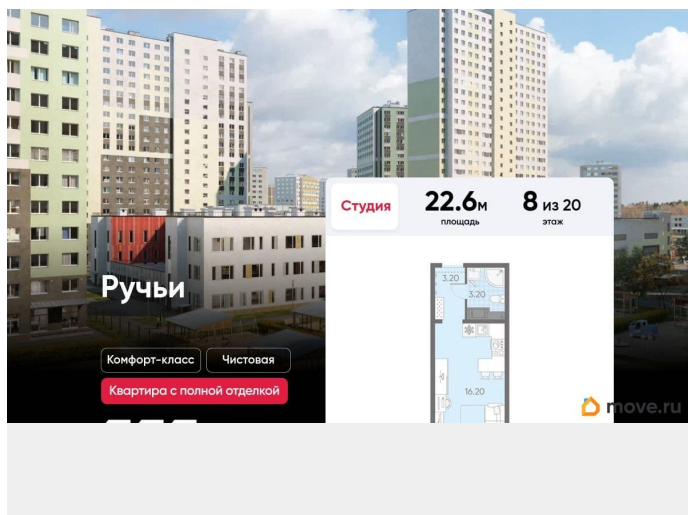 Студия
22.6м
площадь
8 из 20
этаж
3.20
3.20
Ручьи
Комфорт-класс
Чистовая
Квартира с полной отделкой
16.20
move.ru